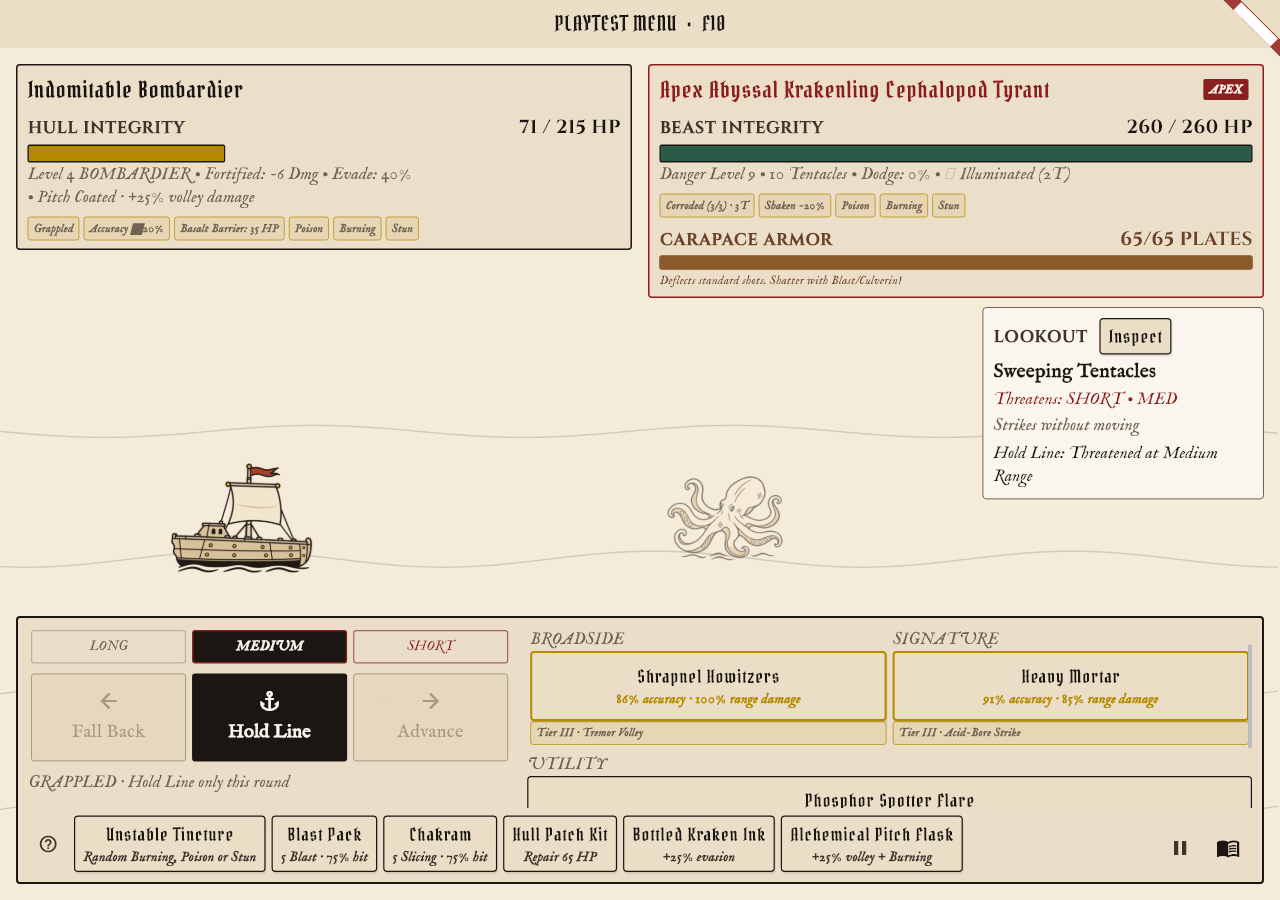 PLAYTEST MENU · F10
Indomitable Bombardier
HULL INTEGRITY 71 / 215 HP
Level 4 BOMBARDIER • Fortified: -6 Dmg • Evade: 40%
• Pitch Coated · +25% volley damage
Grappled Accuracy 20% Basalt Barrier: 35 HP Poison Burning Stun
Apex Abyssal Krakenling Cephalopod Tyrant APEX
BEAST INTEGRITY 260 / 260 HP
Danger Level 9 • 10 Tentacles • Dodge: 0% • Illuminated (2T)
Corroded (3/3) · 3T Shaken -20% Poison Burning Stun
CARAPACE ARMOR 65/65 PLATES
Deflects standard shots. Shatter with Blast/Culverin!
LOOKOUT Inspect
Sweeping Tentacles
Threatens: SHORT • MED
Strikes without moving
Hold Line: Threatened at Medium
Range
LONG MEDIUM SHORT
Fall Back Hold Line Advance
GRAPPLED · Hold Line only this round
BROADSIDE
Shrapnel Howitzers
86% accuracy · 100% range damage
Tier III · Tremor Volley
SIGNATURE
Heavy Mortar
91% accuracy · 85% range damage
Tier III · Acid-Bore Strike
UTILITY
Phosphor Spotter Flare
Unstable Tincture
Random Burning, Poison or Stun
Blast Pack
5 Blast · 75% hit
Chakram
5 Slicing · 75% hit
Hull Patch Kit
Repair 65 HP
Bottled Kraken Ink
+25% evasion
Alchemical Pitch Flask
+25% volley + Burning